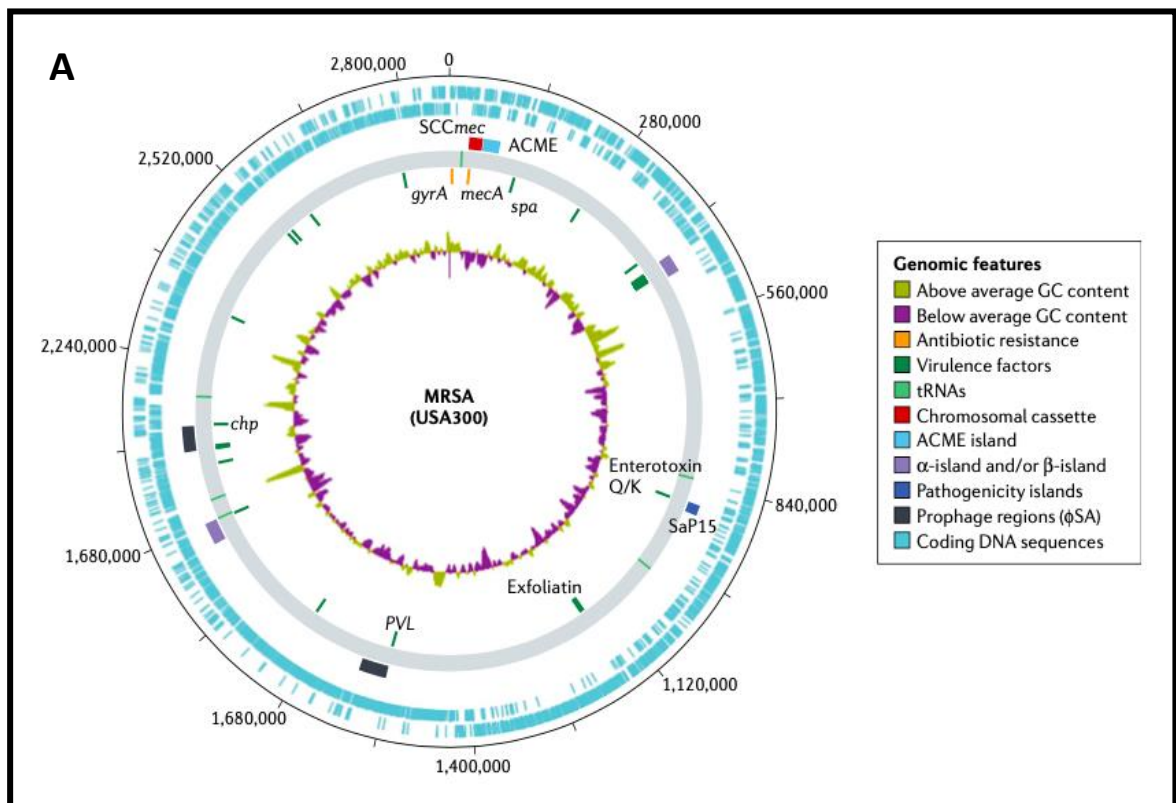 A
0
2,800,000
280,000
SCCmec
ACME
2,520,000
gyrA
mecA
spa
560,000
2,240,000
MRSA
(USA300)
chp
Enterotoxin
Q/K
840,000
SaP15
1,680,000
Exfoliatin
PVL
1,120,000
1,680,000
1,400,000
Genomic features
Above average GC content
Below average GC content
Antibiotic resistance
Virulence factors
tRNAs
Chromosomal cassette
ACME island
α-island and/or β-island
Pathogenicity islands
Prophage regions (ϕSA)
Coding DNA sequences